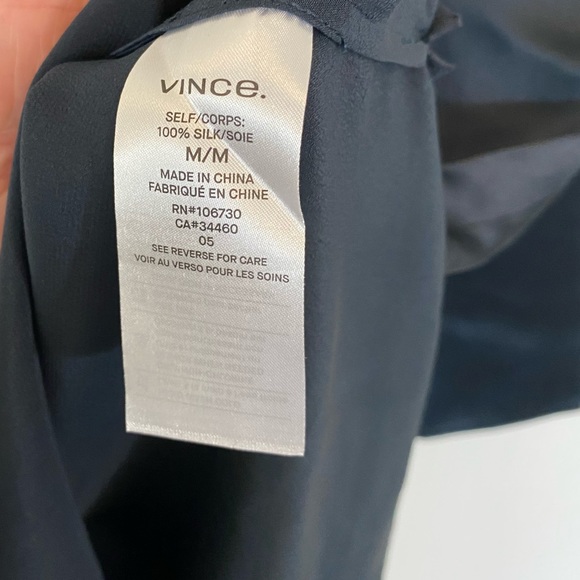 VINCE.
SELF/CORPS:
100% SILK/SOIE
M/M
MADE IN CHINA
FABRIQUÉ EN CHINE
RN#106730
CA#34460
05
SEE REVERSE FOR CARE
VOIR AU VERSO POUR LES SOINS